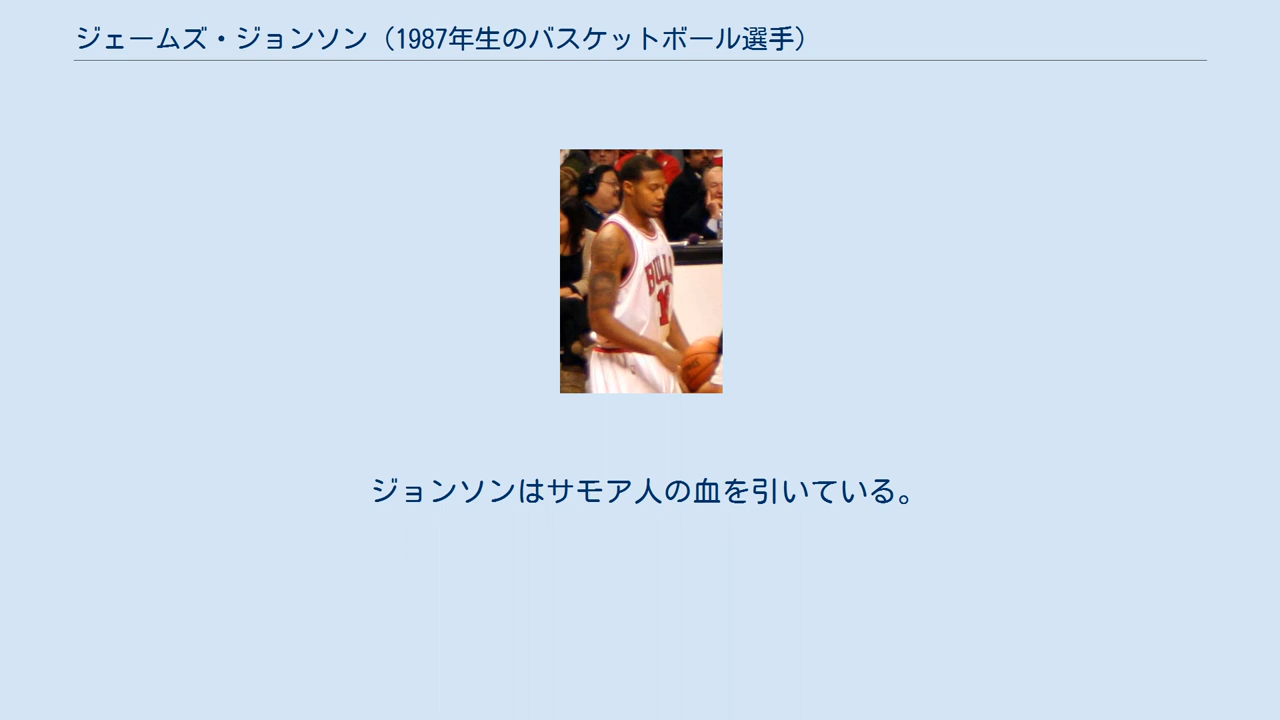 ジェームズ・ジョンソン（1987年生のバスケットボール選手）
BULLS
ジョンソンはサモア人の血を引いている。